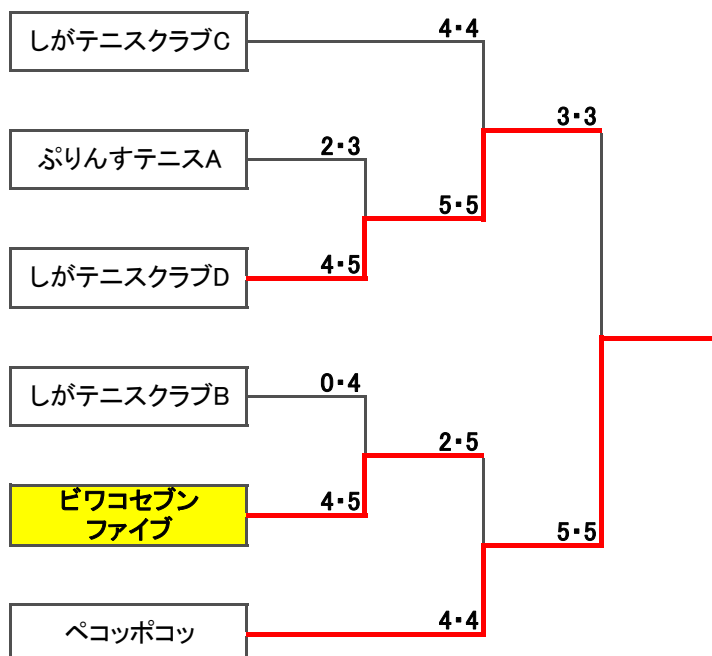 しがテニスクラブC
4・4
3・3
ぷりんすテニスA
2・3
5・5
しがテニスクラブD
4・5
しがテニスクラブB
0・4
2・5
ビワコセブン
ファイブ
4・5
5・5
ペコッポコッ
4・4